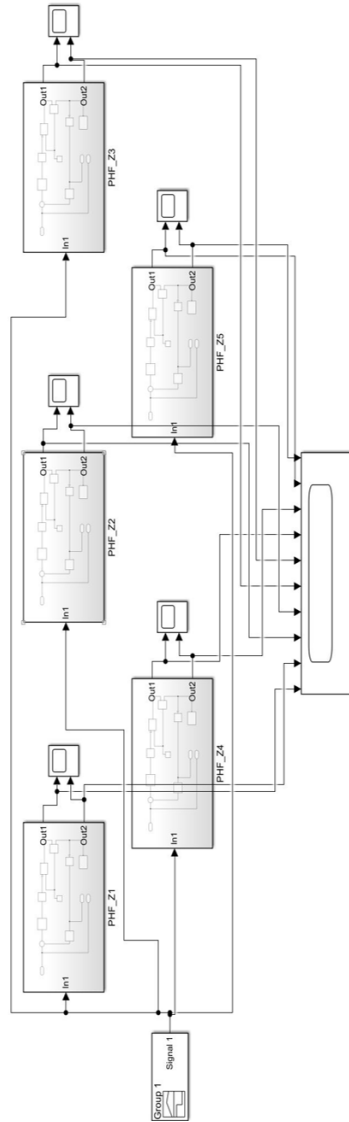 Group 1
Signal 1
In1
Out1
Out2
PHF_Z1
In1
Out1
Out2
PHF_Z2
In1
Out1
Out2
PHF_Z3
In1
Out1
Out2
PHF_Z4
In1
Out1
Out2
PHF_Z5